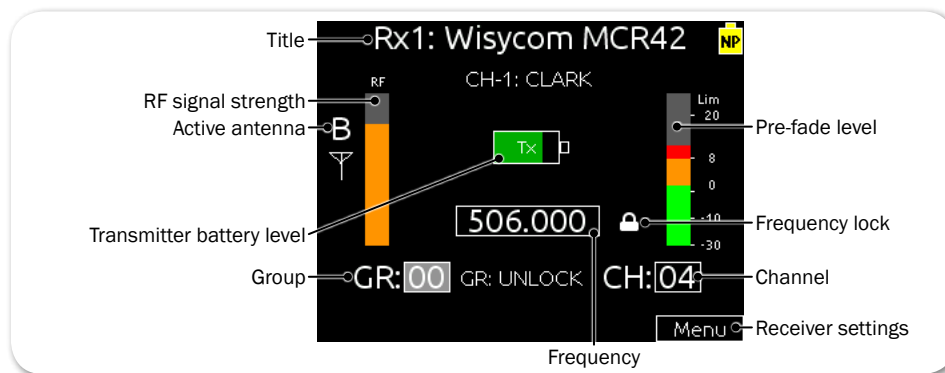 Title
Rx1: Wisycom MCR42
NP
RF
CH-1: CLARK
RF signal strength
Lim
20
Active antenna
B
Tx
Pre-fade level
8
0
506.000
-10
Frequency lock
Transmitter battery level
-30
Group
GR: 00
GR: UNLOCK
CH: 04
Channel
Menu
Receiver settings
Frequency